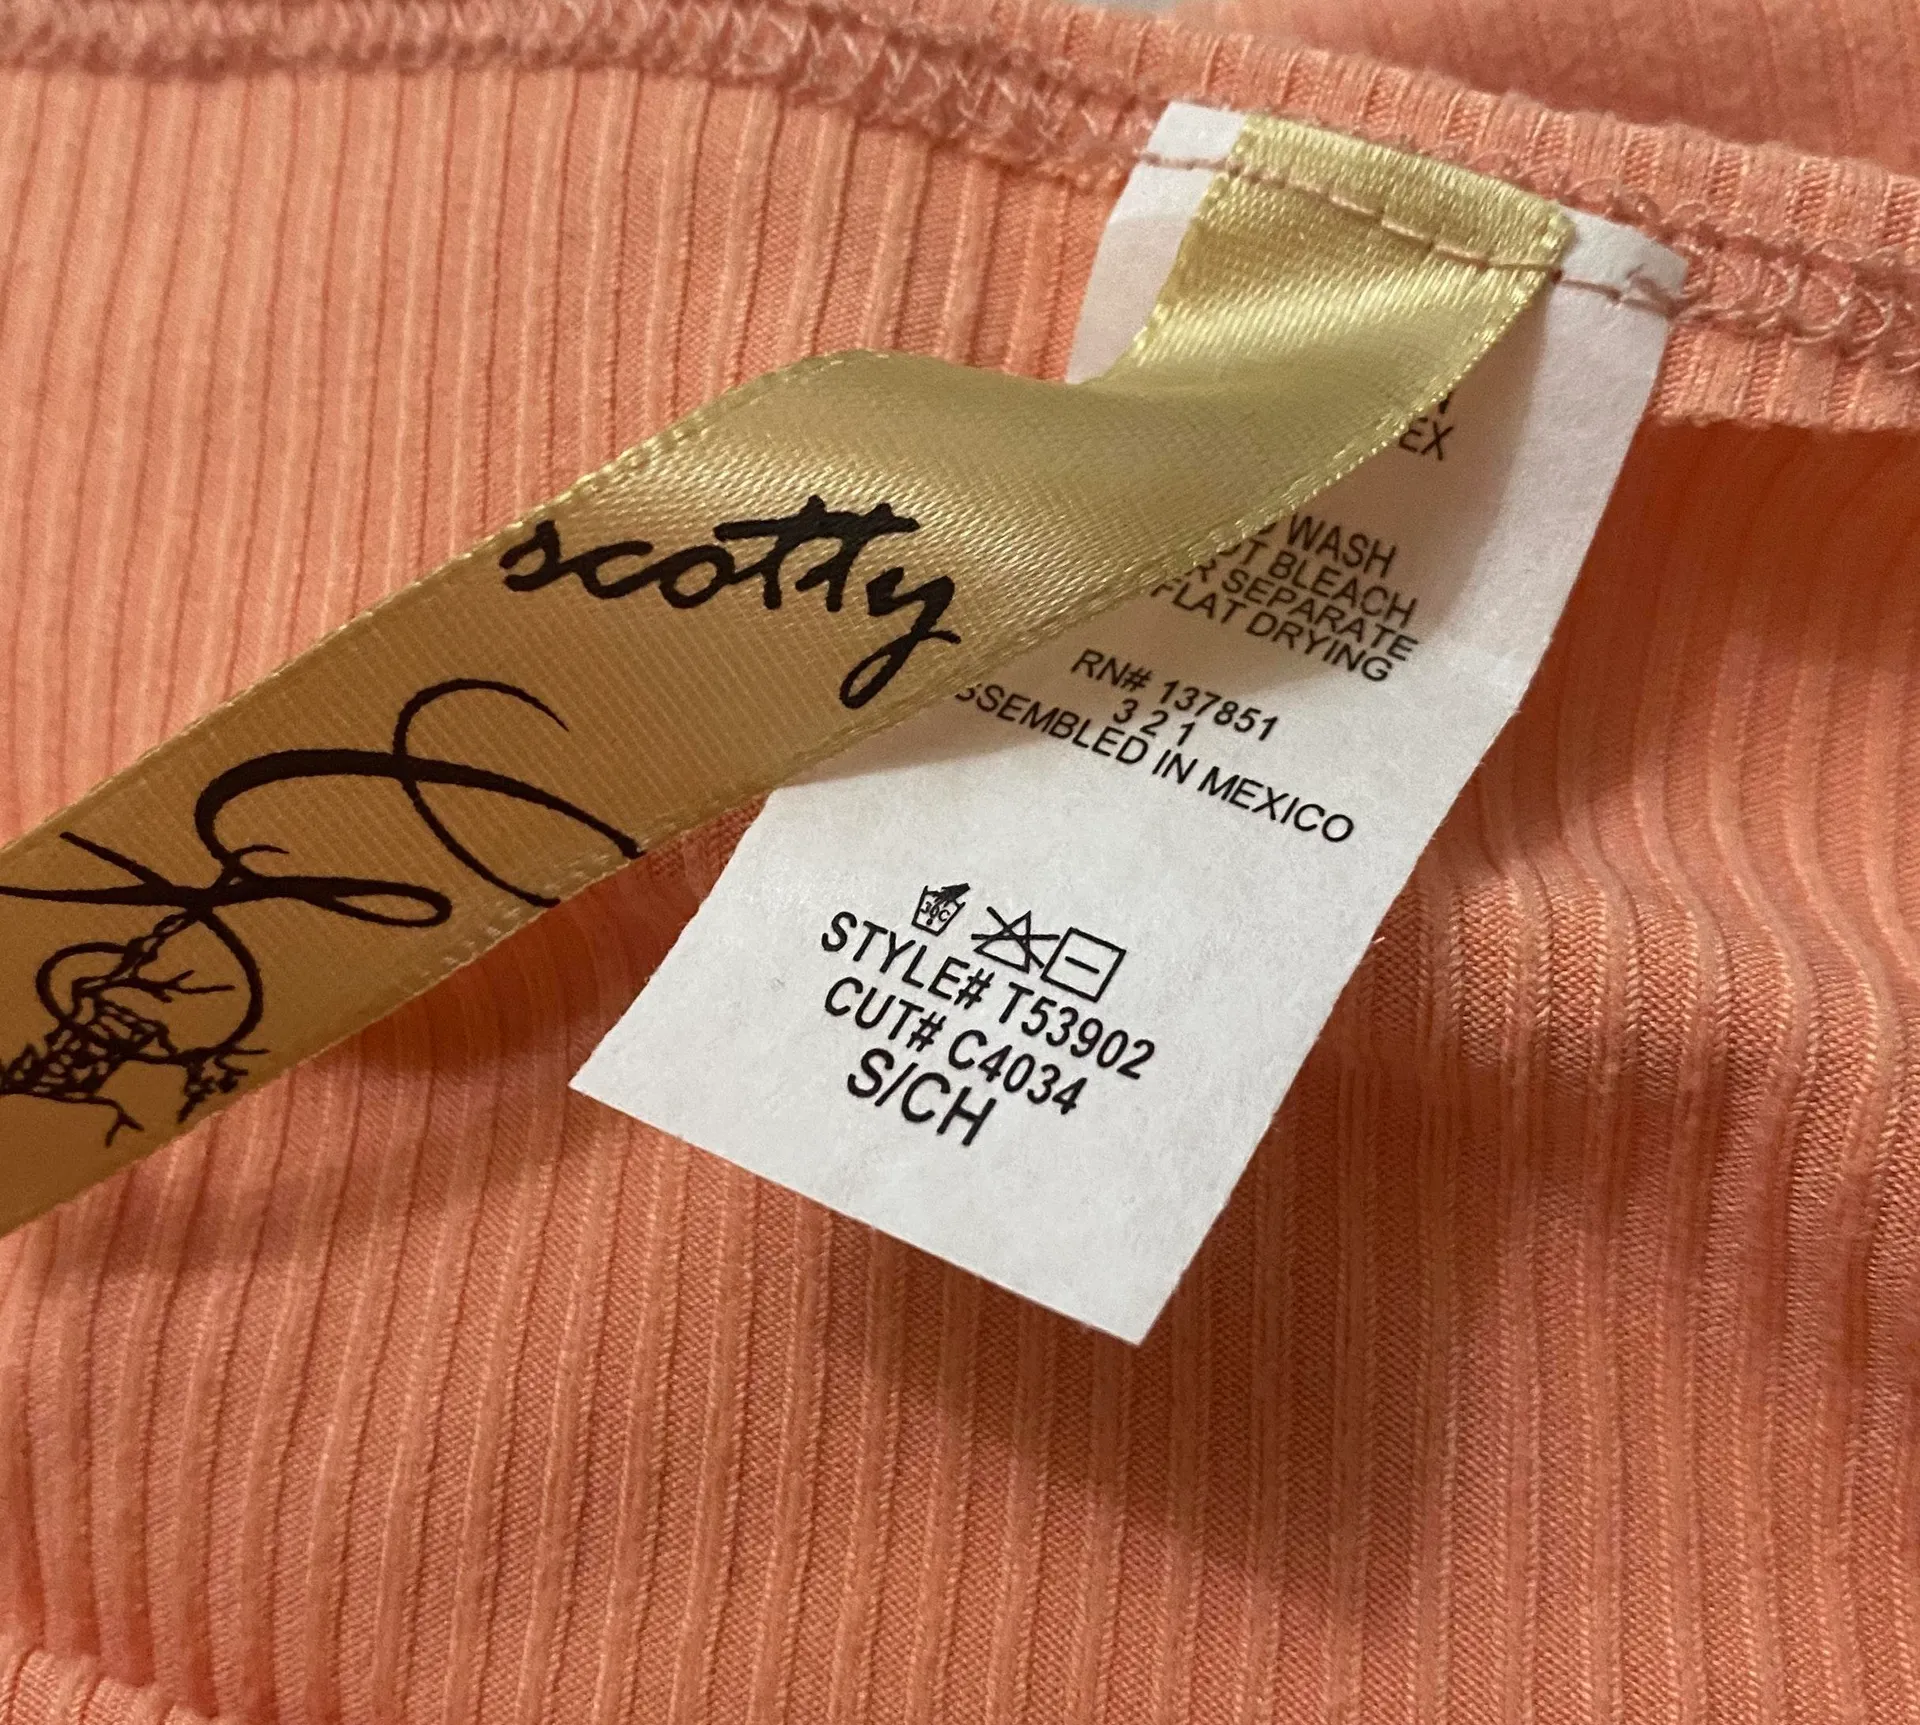 scotty
EX
WASH
BLEACH
SEPARATE
FLAT DRYING
RN# 137851
3 2 1
SSEMBLED IN MEXICO
30C
STYLE# T53902
CUT# C4034
S/CH